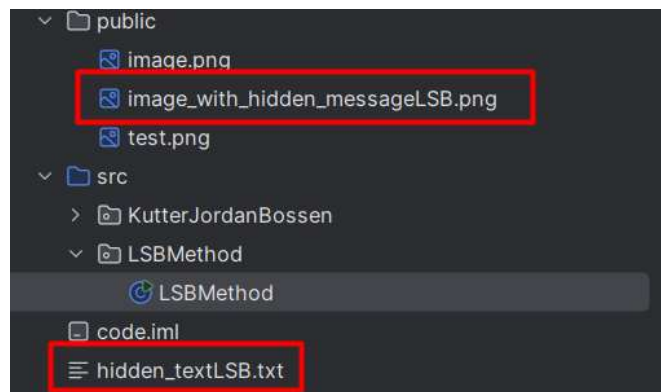 public
image.png
image_with_hidden_messageLSB.png
test.png
src
KutterJordanBossen
LSBMethod
LSBMethod
code.iml
hidden_textLSB.txt